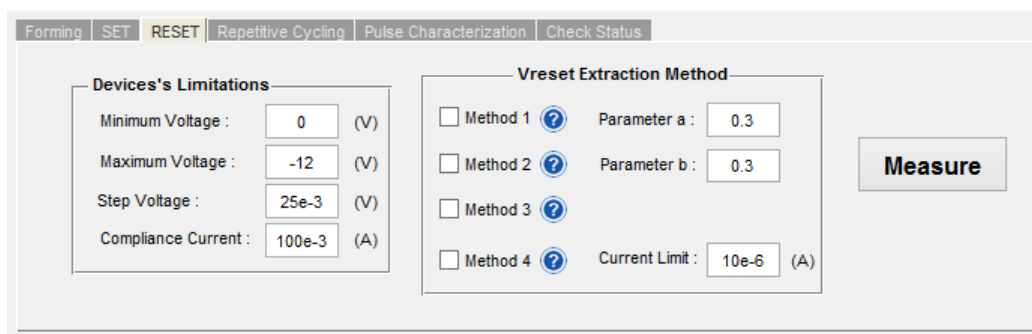 Forming SET RESET Repetitive Cycling Pulse Characterization Check Status
Devices's Limitations
Minimum Voltage : 0 (V)
Maximum Voltage : -12 (V)
Step Voltage : 25e-3 (V)
Compliance Current : 100e-3 (A)
Vreset Extraction Method
Method 1 ? Parameter a : 0.3
Method 2 ? Parameter b : 0.3
Method 3 ?
Method 4 ? Current Limit : 10e-6 (A)
Measure